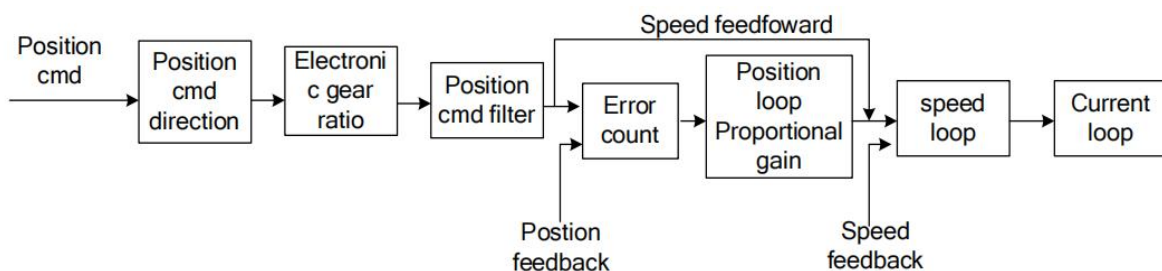 Position
cmd
Position
cmd
direction
Electroni
c gear
ratio
Position
cmd filter
Speed feedfoward
Error
count
Position
loop
Proportional
gain
speed
loop
Current
loop
Postion
feedback
Speed
feedback